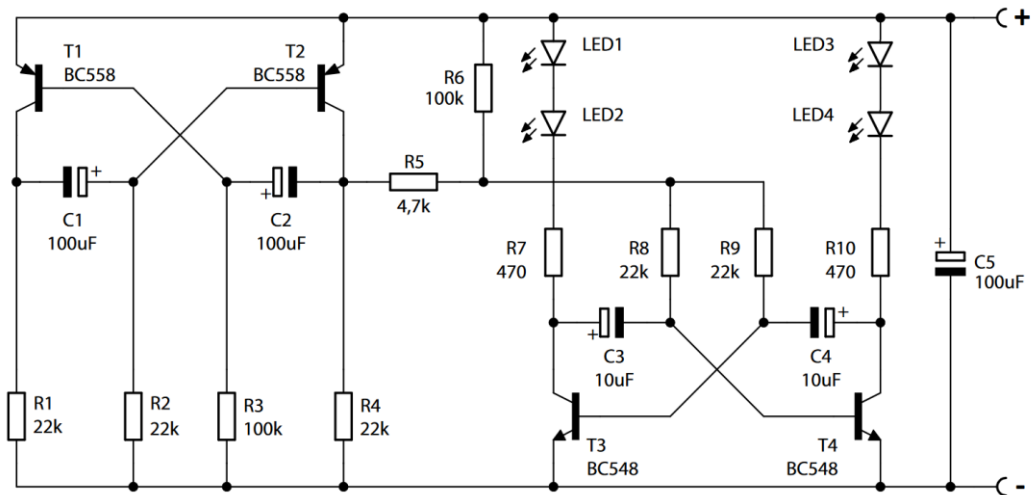 +
T1
BC558
T2
BC558
R6
100k
LED1
LED2
LED3
LED4
+
C1
100uF
+
C2
100uF
R5
4,7k
R7
470
R8
22k
R9
22k
R10
470
+
C5
100uF
+
C3
10uF
+
C4
10uF
R1
22k
R2
22k
R3
100k
R4
22k
T3
BC548
T4
BC548
-